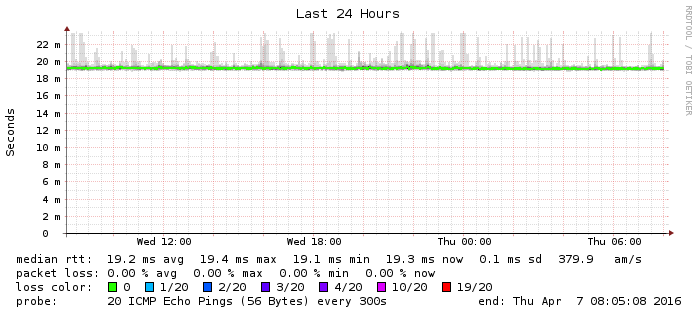 Last 24 Hours
RRDTOOL / TOBI OETIKER
Seconds
22 m
20 m
18 m
16 m
14 m
12 m
10 m
8 m
6 m
4 m
2 m
0
Wed 12:00 Wed 18:00 Thu 00:00 Thu 06:00
median rtt: 19.2 ms avg 19.4 ms max 19.1 ms min 19.3 ms now 0.1 ms sd 379.9 am/s
packet loss: 0.00 % avg 0.00 % max 0.00 % min 0.00 % now
loss color: 0 1/20 2/20 3/20 4/20 10/20 19/20
probe: 20 ICMP Echo Pings (56 Bytes) every 300s end: Thu Apr 7 08:05:08 2016